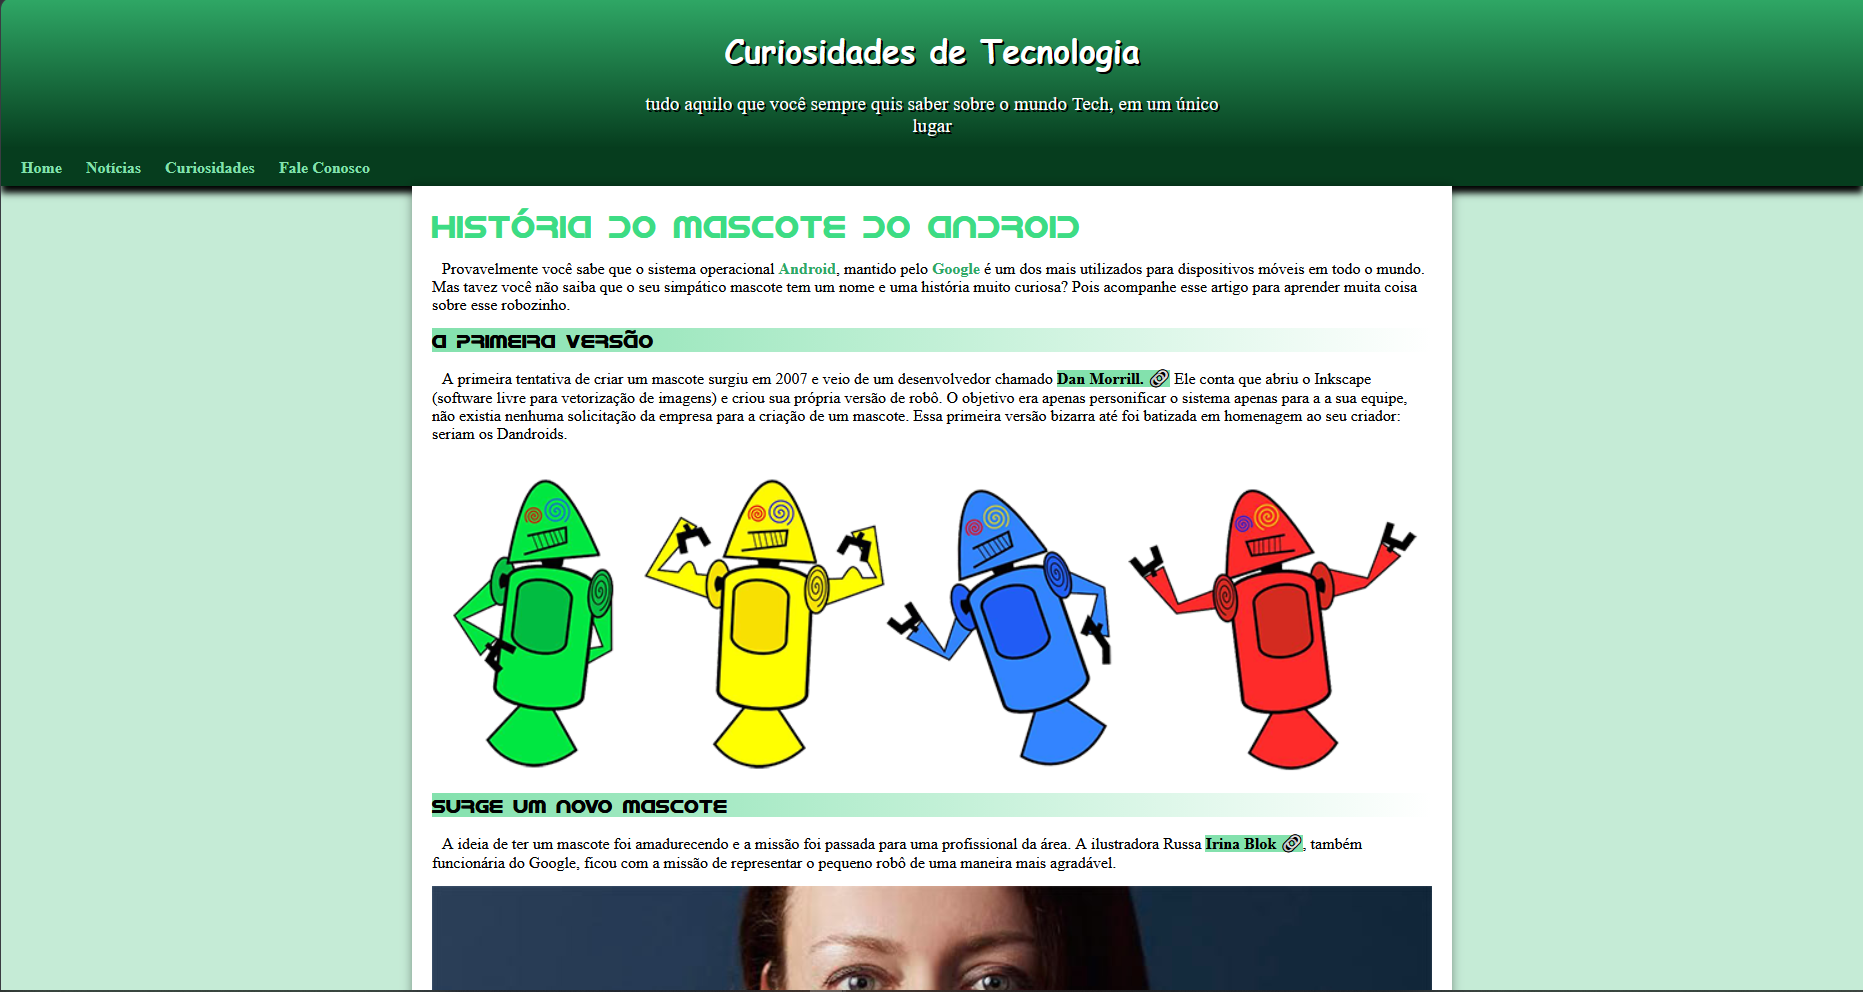 Curiosidades de Tecnologia
tudo aquilo que você sempre quis saber sobre o mundo Tech, em um único
lugar
Home Notícias Curiosidades Fale Conosco
História do Mascote do Android
Provavelmente você sabe que o sistema operacional Android, mantido pelo Google é um dos mais utilizados para dispositivos móveis em todo o mundo.
Mas tavez você não saiba que o seu simpático mascote tem um nome e uma história muito curiosa? Pois acompanhe esse artigo para aprender muita coisa
sobre esse robozinho.
A primeira versão
A primeira tentativa de criar um mascote surgiu em 2007 e veio de um desenvolvedor chamado Dan Morrill. Ele conta que abriu o Inkscape
(software livre para vetorização de imagens) e criou sua própria versão de robô. O objetivo era apenas personificar o sistema apenas para a a sua equipe,
não existia nenhuma solicitação da empresa para a criação de um mascote. Essa primeira versão bizarra até foi batizada em homenagem ao seu criador:
seriam os Dandroids.
Surge um novo mascote
A ideia de ter um mascote foi amadurecendo e a missão foi passada para uma profissional da área. A ilustradora Russa Irina Blok , também
funcionária do Google, ficou com a missão de representar o pequeno robô de uma maneira mais agradável.